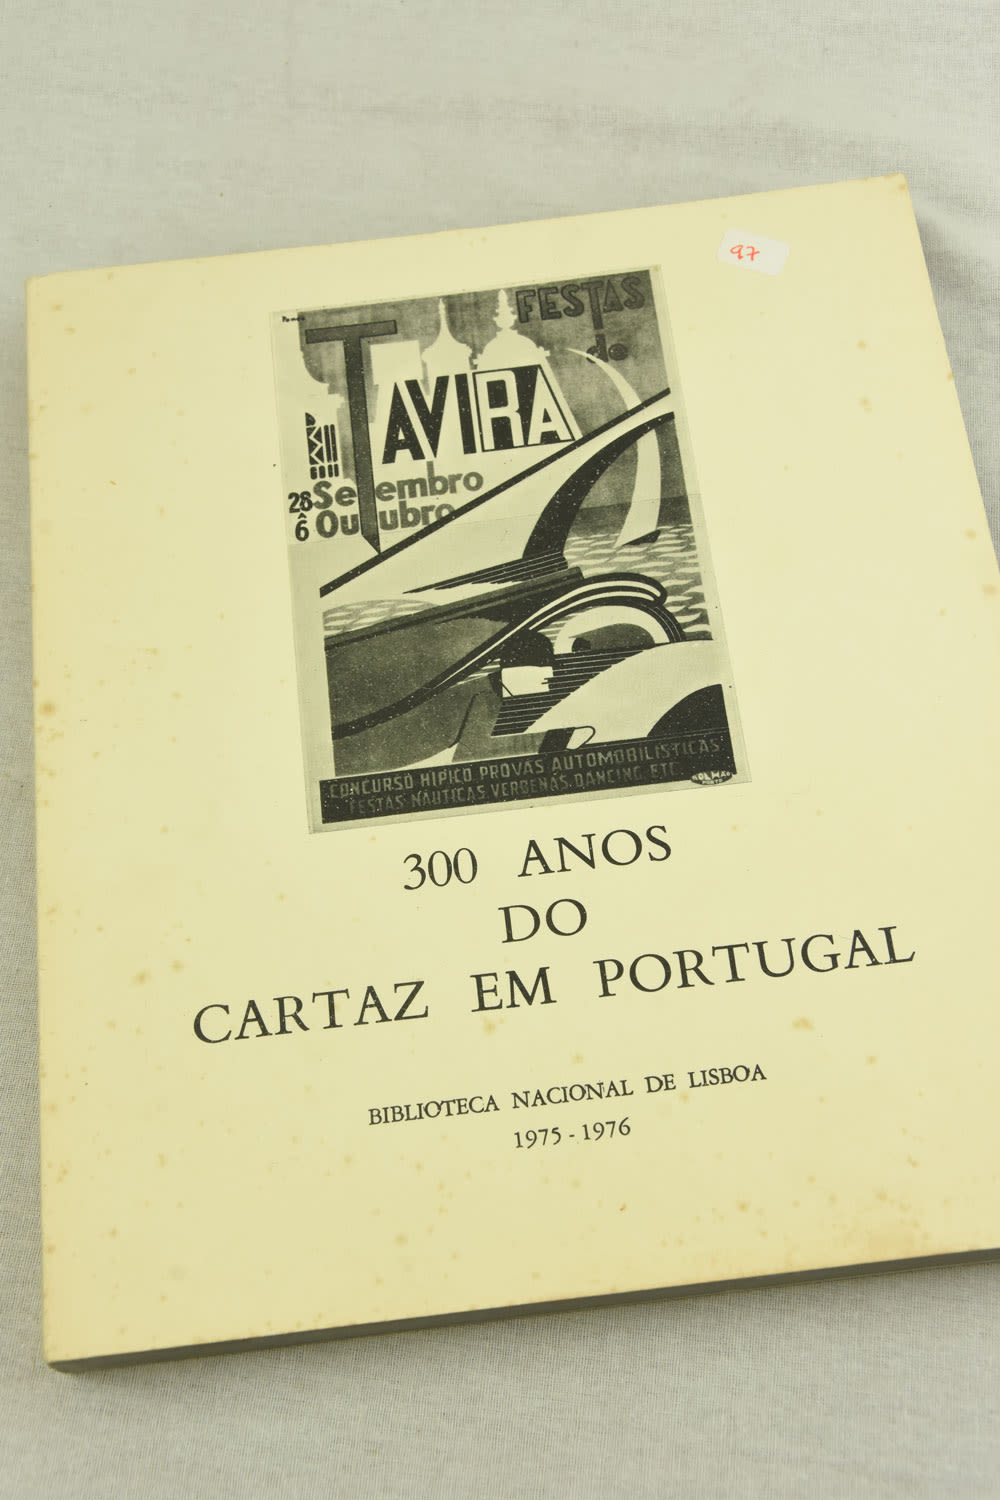 97
FESTAS
de
TAVIRA
28 Setembro
a
6 Outubro
CONCURSO HIPICO PROVAS AUTOMOBILISTICAS
FESTAS NAUTICAS. VERBENAS. DANCING. ETC
PORTO
300 ANOS
DO
CARTAZ EM PORTUGAL
BIBLIOTECA NACIONAL DE LISBOA
1975-1976